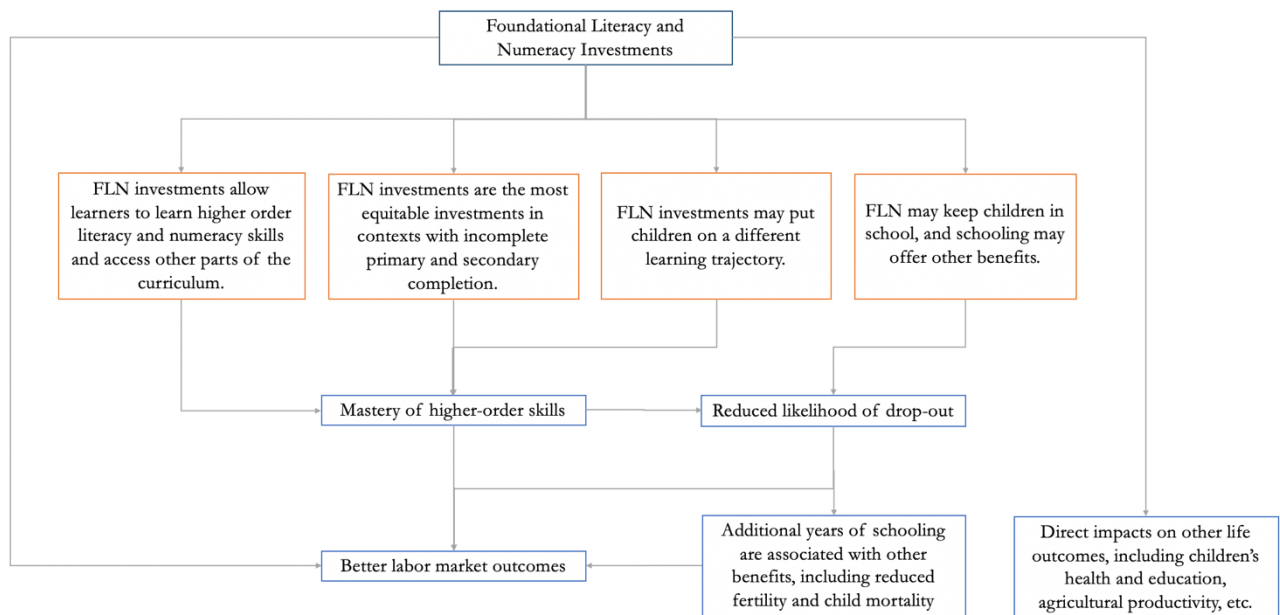 Foundational Literacy and
Numeracy Investments
FLN investments allow
learners to learn higher order
literacy and numeracy skills
and access other parts of the
curriculum.
FLN investments are the most
equitable investments in
contexts with incomplete
primary and secondary
completion.
FLN investments may put
children on a different
learning trajectory.
FLN may keep children in
school, and schooling may
offer other benefits.
Mastery of higher-order skills
Reduced likelihood of drop-out
Better labor market outcomes
Additional years of schooling
are associated with other
benefits, including reduced
fertility and child mortality
Direct impacts on other life
outcomes, including children's
health and education,
agricultural productivity, etc.